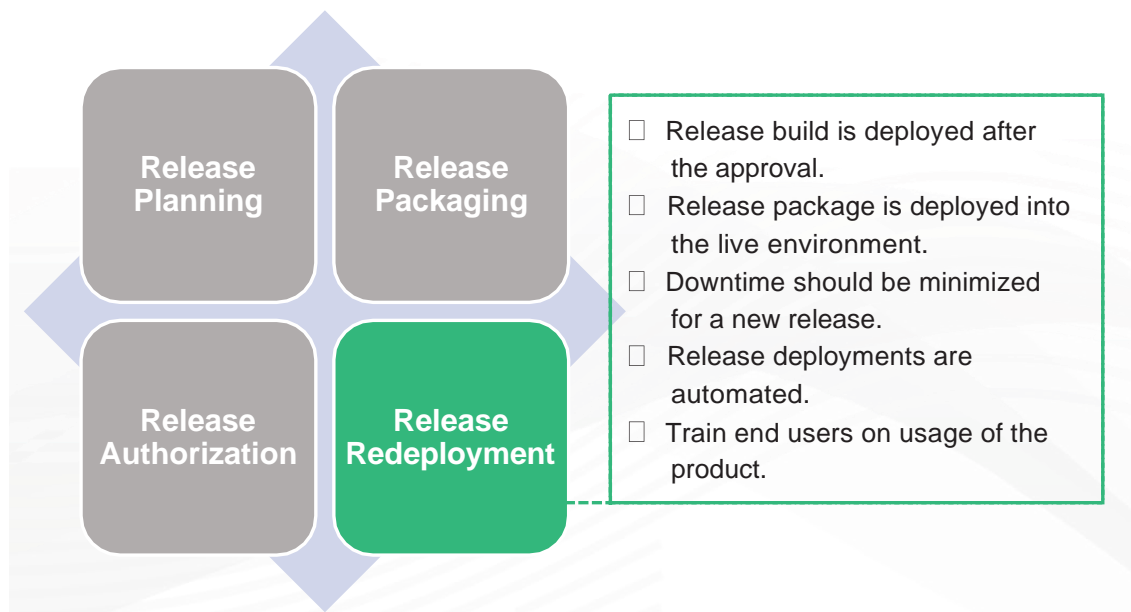 Release
Planning
Release
Packaging
Release
Authorization
Release
Redeployment
☐ Release build is deployed after
the approval.
☐ Release package is deployed into
the live environment.
☐ Downtime should be minimized
for a new release.
☐ Release deployments are
automated.
☐ Train end users on usage of the
product.